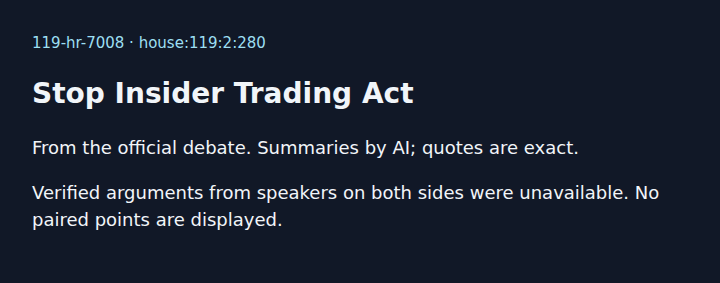 119-hr-7008 · house:119:2:280
Stop Insider Trading Act
From the official debate. Summaries by AI; quotes are exact.
Verified arguments from speakers on both sides were unavailable. No
paired points are displayed.